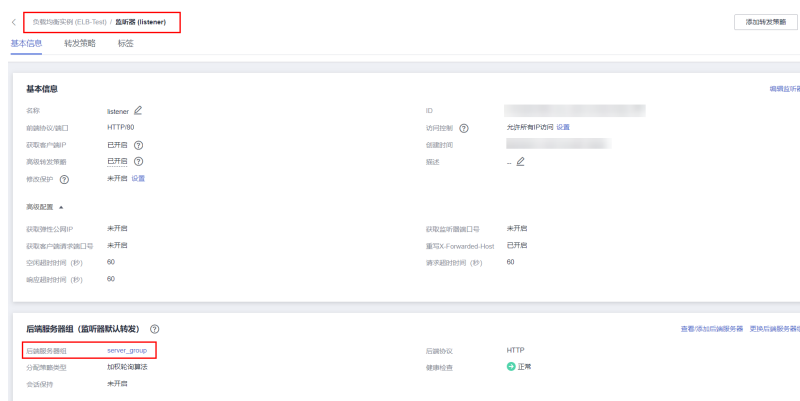 负载均衡实例 (ELB-Test) / 监听器 (listener)
添加转发策略
基本信息 转发策略 标签
基本信息
编辑监听器
名称 listener ID
前端协议/端口 HTTP/80 访问控制 允许所有IP访问 设置
获取客户端IP 已开启 创建时间
高级转发策略 已开启 描述 --
修改保护 未开启 设置
高级配置
获取弹性公网IP 未开启 获取监听器端口号 未开启
获取客户端请求端口号 未开启 重写X-Forwarded-Host 已开启
空闲超时时间（秒） 60 请求超时时间（秒） 60
响应超时时间（秒） 60
后端服务器组（监听器默认转发）
查看/添加后端服务器 更换后端服务器组
后端服务器组 server_group 后端协议 HTTP
分配策略类型 加权轮询算法 健康检查 正常
会话保持 未开启